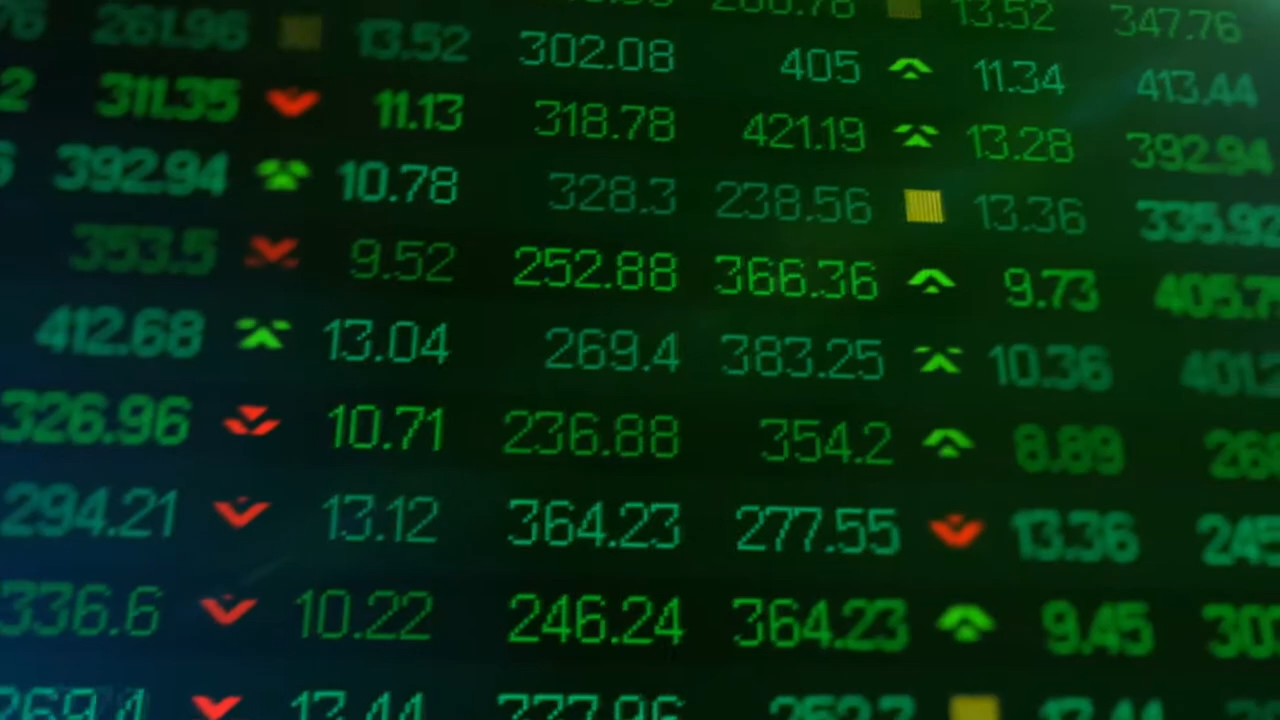 261.96 13.52 302.08 405 11.34 413.44
311.35 11.13 318.78 421.19 13.28 392.94
392.94 10.78 328.3 238.56 13.36 335.92
353.5 9.52 252.88 366.36 9.73
412.68 13.04 269.4 383.25 10.36
326.96 10.71 236.88 354.2 8.89
294.21 13.12 364.23 277.55 13.36
336.6 10.22 246.24 364.23 9.45
13.52 347.76